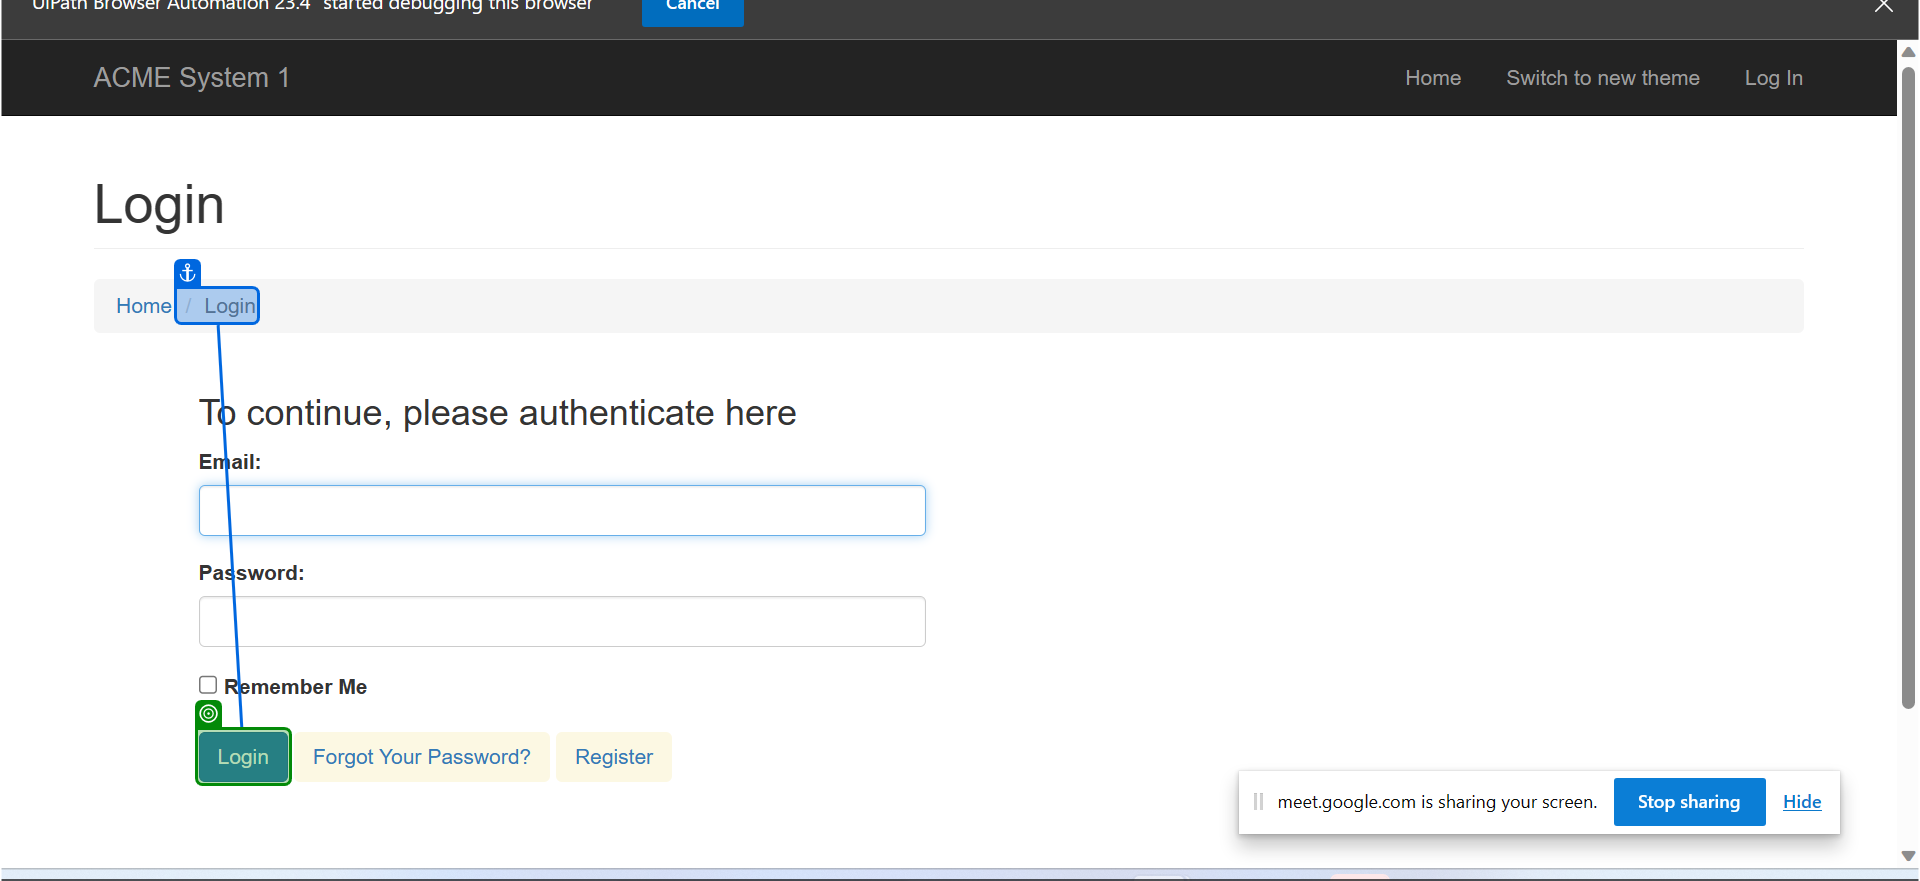 UiPath Browser Automation 23.4" started debugging this browser Cancel
ACME System 1 Home Switch to new theme Log In
Login
Home / Login
To continue, please authenticate here
Email:
Password:
Remember Me
Login Forgot Your Password? Register
meet.google.com is sharing your screen. Stop sharing Hide